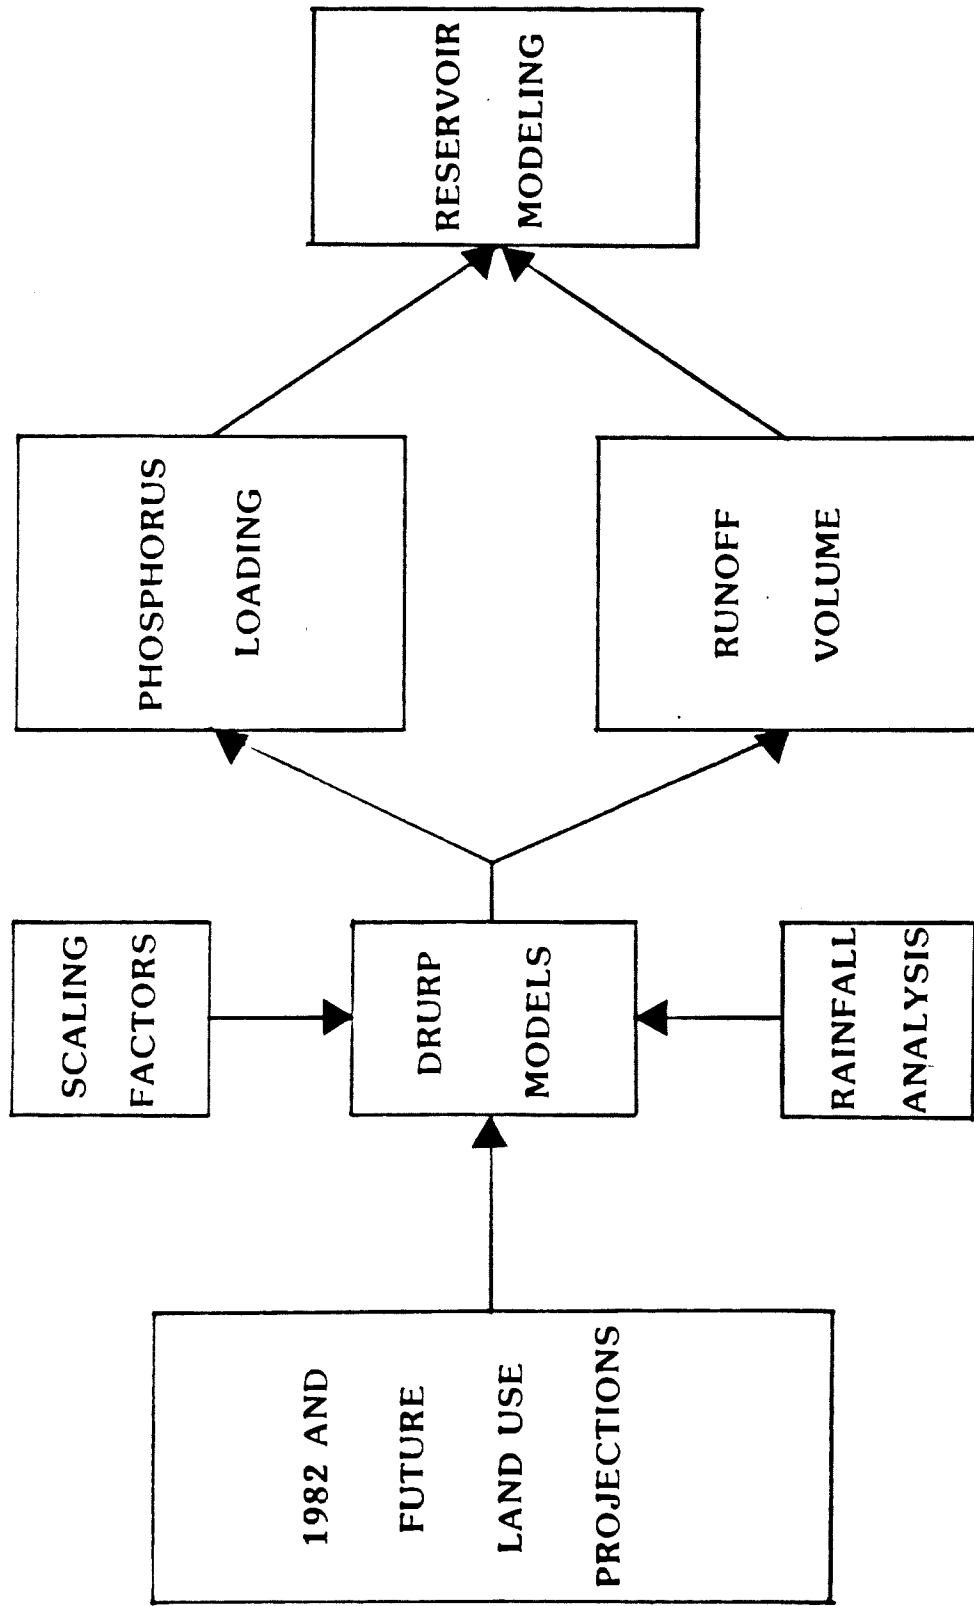 1982 AND
FUTURE
LAND USE
PROJECTIONS
SCALING
FACTORS
DRURP
MODELS
RAINFALL
ANALYSIS
PHOSPHORUS
LOADING
RUNOFF
VOLUME
RESERVOIR
MODELING